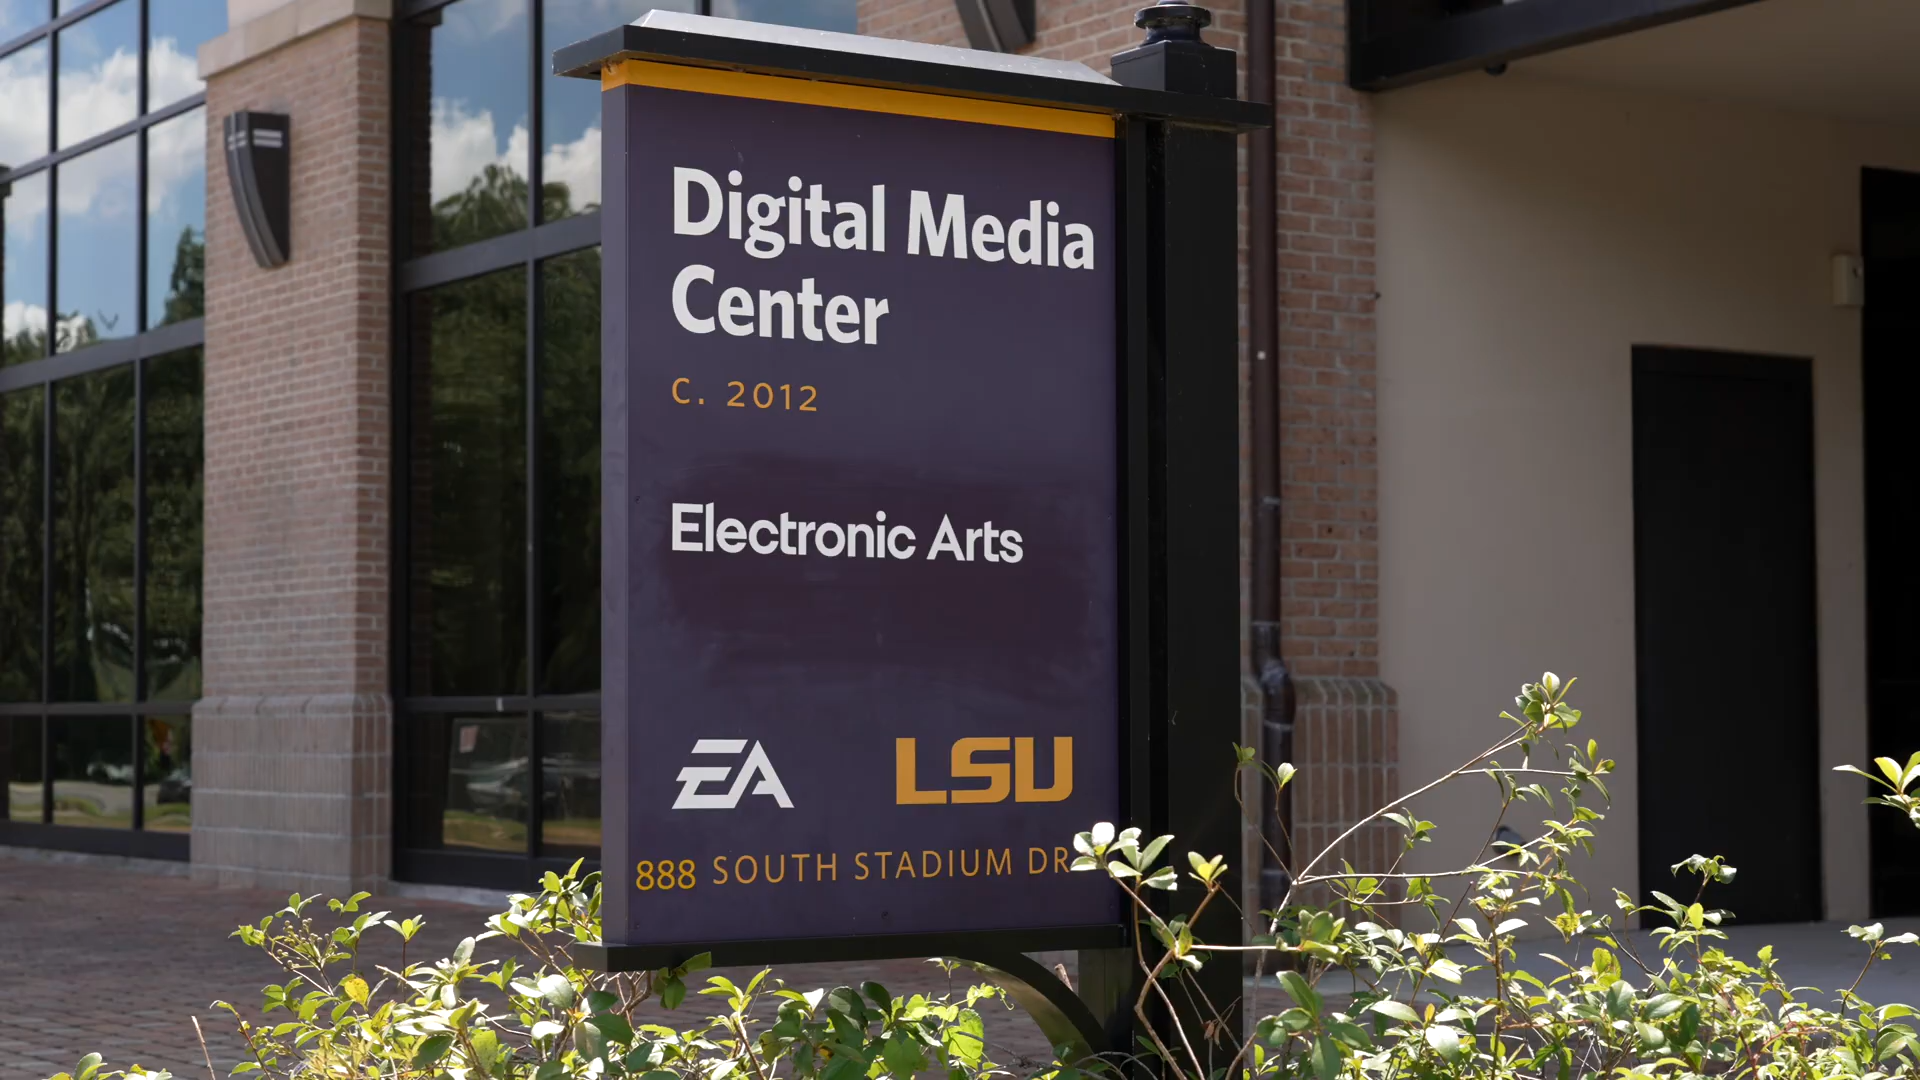 Digital Media
Center
C. 2012
Electronic Arts
EA LSU
888 SOUTH STADIUM DR